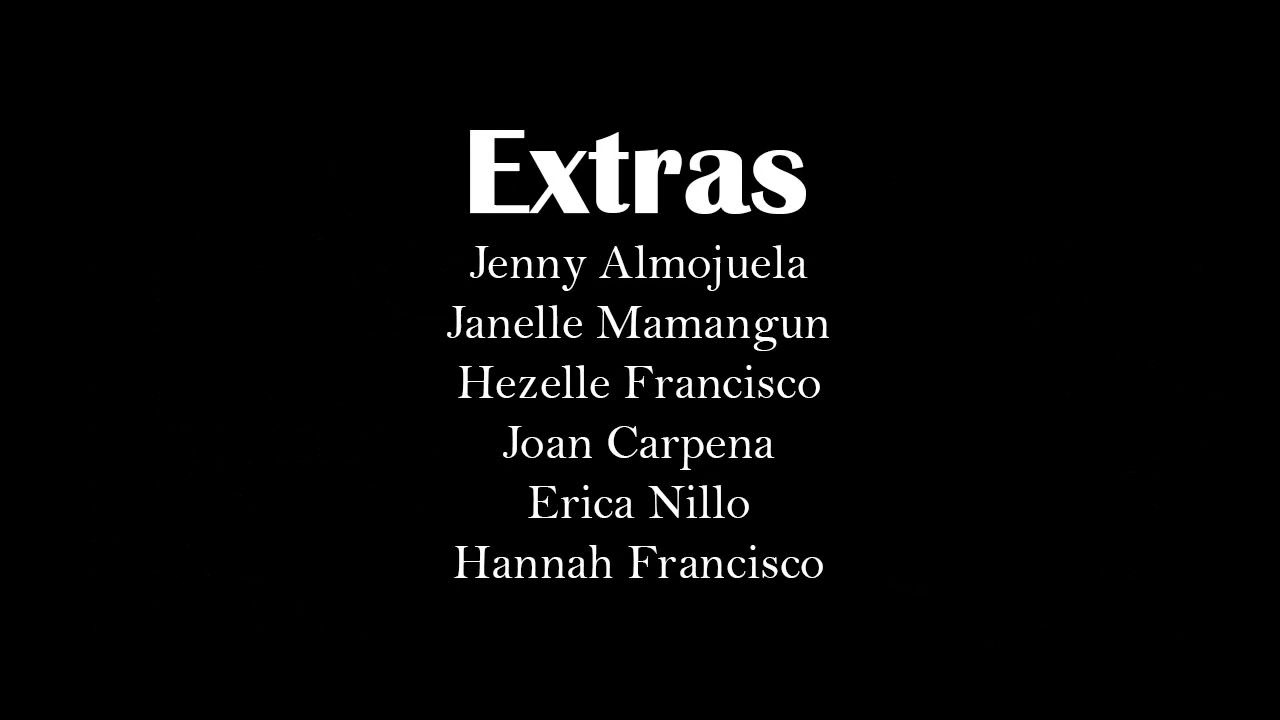 Extras
Jenny Almojuela
Janelle Mamangun
Hezelle Francisco
Joan Carpena
Erica Nillo
Hannah Francisco